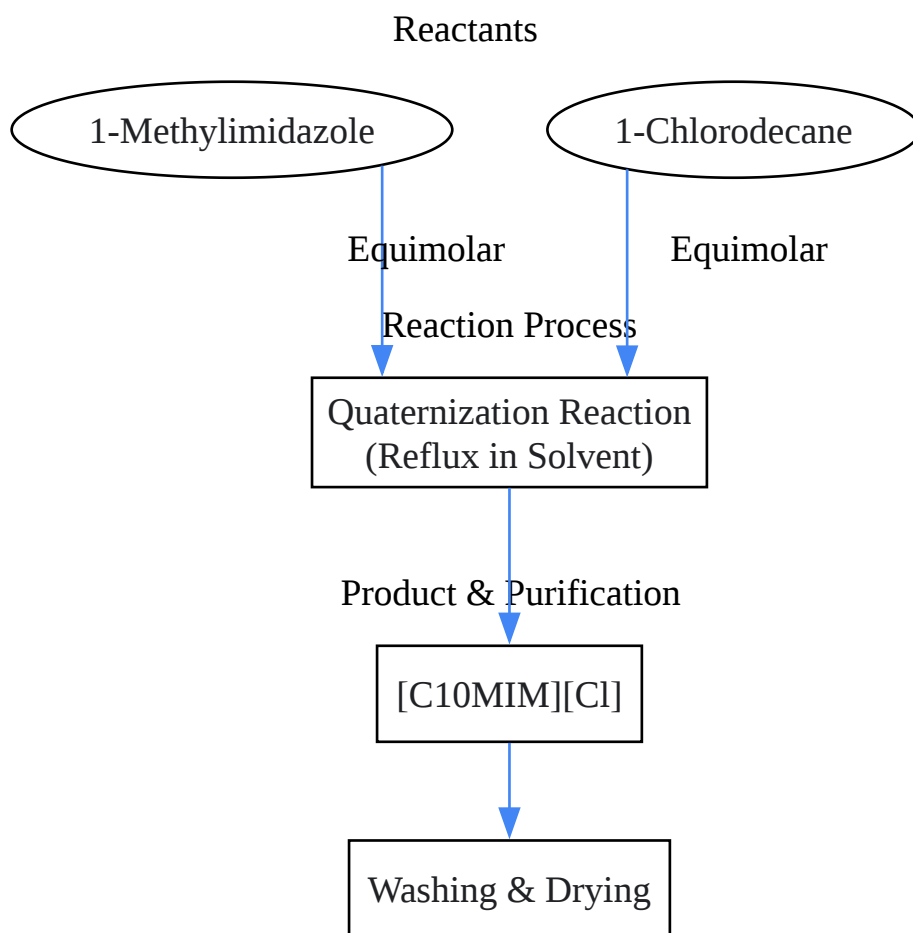 Reactants
1-Methylimidazole
1-Chlorodecane
Equimolar
Equimolar
Reaction Process
Quaternization Reaction
(Reflux in Solvent)
Product & Purification
[C10MIM][Cl]
Washing & Drying